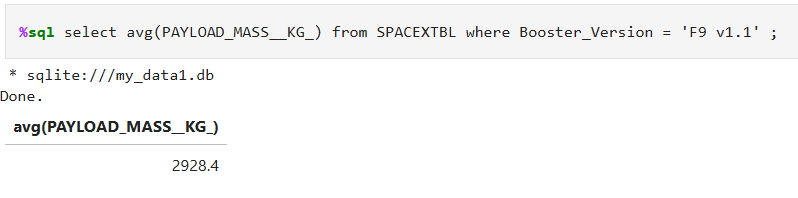 %sql select avg(PAYLOAD_MASS__KG_) from SPACEXTBL where Booster_Version = 'F9 v1.1' ;
* sqlite:///my_data1.db
Done.
avg(PAYLOAD_MASS__KG_)
2928.4